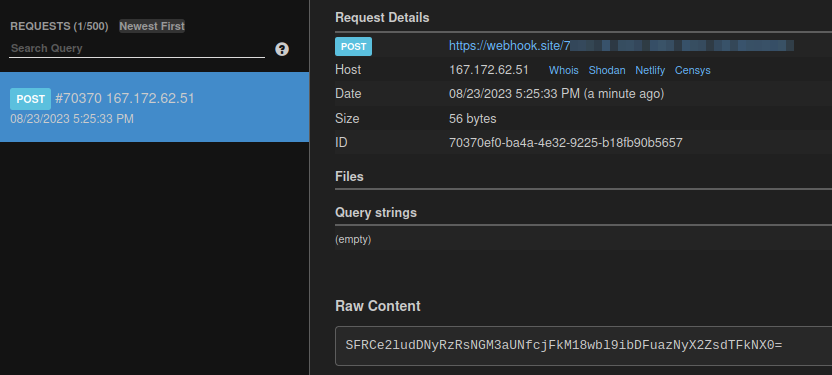 REQUESTS (1/500) Newest First
Search Query
POST #70370 167.172.62.51
08/23/2023 5:25:33 PM
Request Details
POST https://webhook.site/7
Host 167.172.62.51 Whois Shodan Netlify Censys
Date 08/23/2023 5:25:33 PM (a minute ago)
Size 56 bytes
ID 70370ef0-ba4a-4e32-9225-b18fb90b5657
Files
Query strings
(empty)
Raw Content
SFRCe2ludDNyRzRsNGM3aUNfcjFkM18wbl9ibDFuazNyX2ZsdTFkNX0=